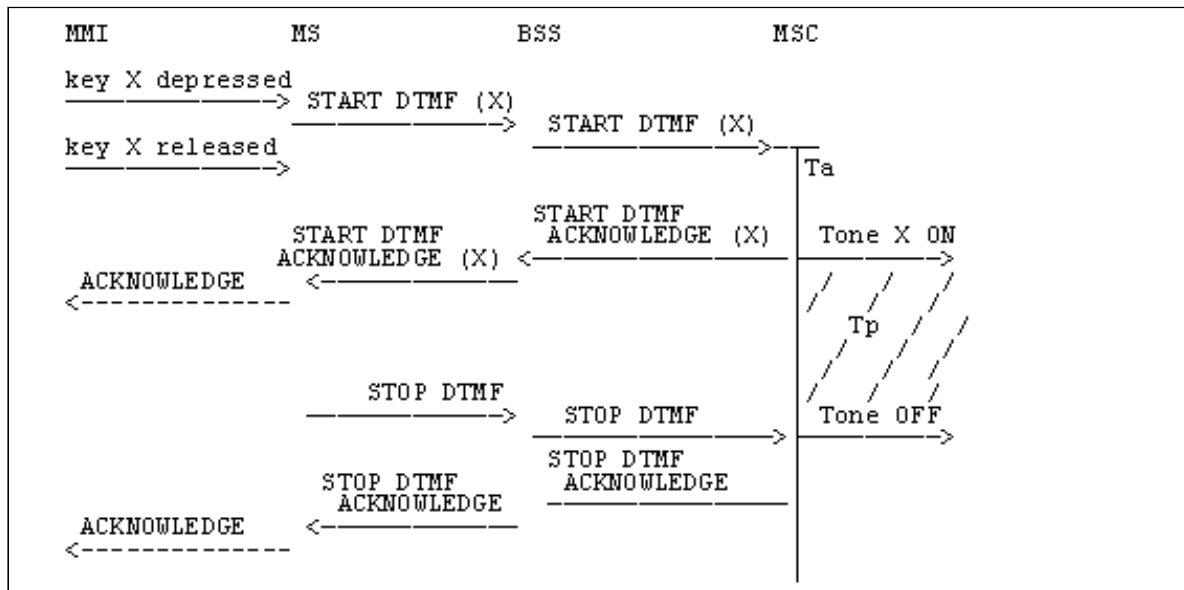 MMI MS BSS MSC
key X depressed
START DTMF (X)
START DTMF (X)
key X released
Ta
START DTMF
ACKNOWLEDGE (X)
Tone X ON
START DTMF
ACKNOWLEDGE (X)
ACKNOWLEDGE
Tp
STOP DTMF
STOP DTMF
Tone OFF
STOP DTMF
ACKNOWLEDGE
STOP DTMF
ACKNOWLEDGE
ACKNOWLEDGE